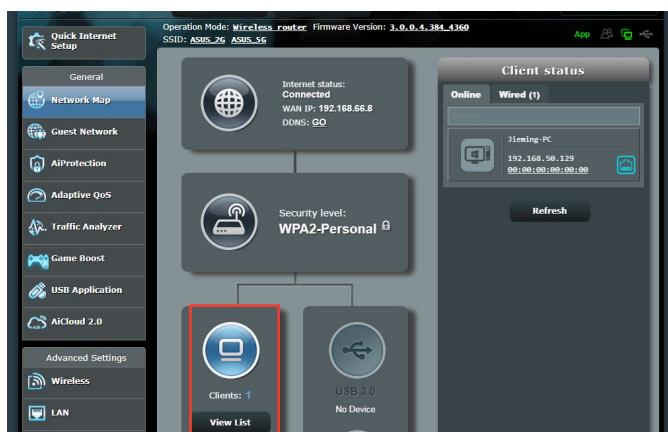 Quick Internet
Setup
Operation Mode: Wireless router Firmware Version: 3.0.0.4.384_4360
SSID: ASUS_2G ASUS_5G
App
General
Network Map
Guest Network
AiProtection
Adaptive QoS
Traffic Analyzer
Game Boost
USB Application
AiCloud 2.0
Advanced Settings
Wireless
LAN
Internet status:
Connected
WAN IP: 192.168.66.8
DDNS: GO
Security level:
WPA2-Personal
Clients: 1
View List
USB 3.0
No Device
Client status
Online Wired (1)
Jieming-PC
192.168.50.129
00:00:00:00:00:00
Refresh